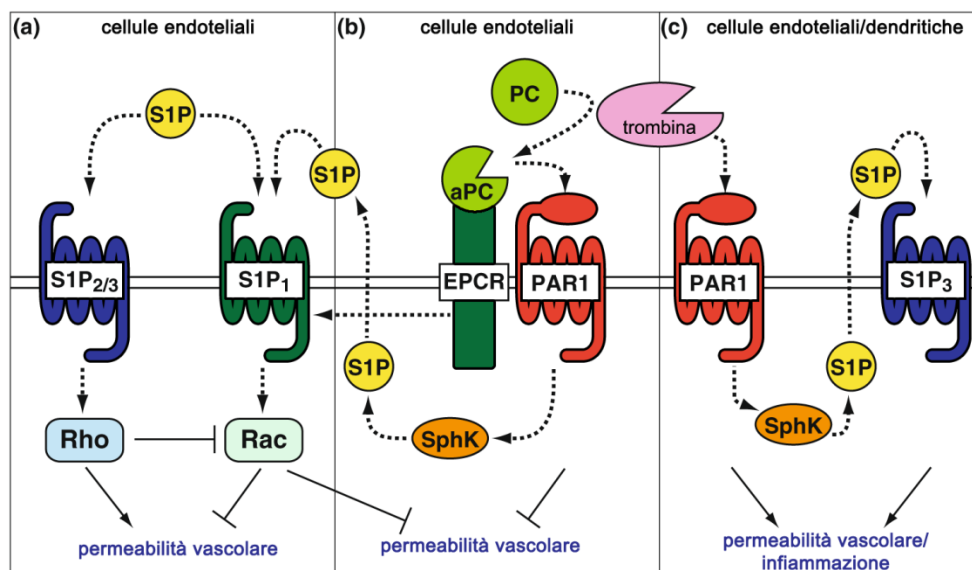 (a)
cellule endoteliali
S1P
S1P
S1P2/3
S1P1
Rho
Rac
permeabilità vascolare
(b)
cellule endoteliali
PC
aPC
EPCR
PAR1
S1P
SphK
permeabilità vascolare
(c)
cellule endoteliali/dendritiche
trombina
S1P
PAR1
S1P3
S1P
SphK
permeabilità vascolare/
infiammazione